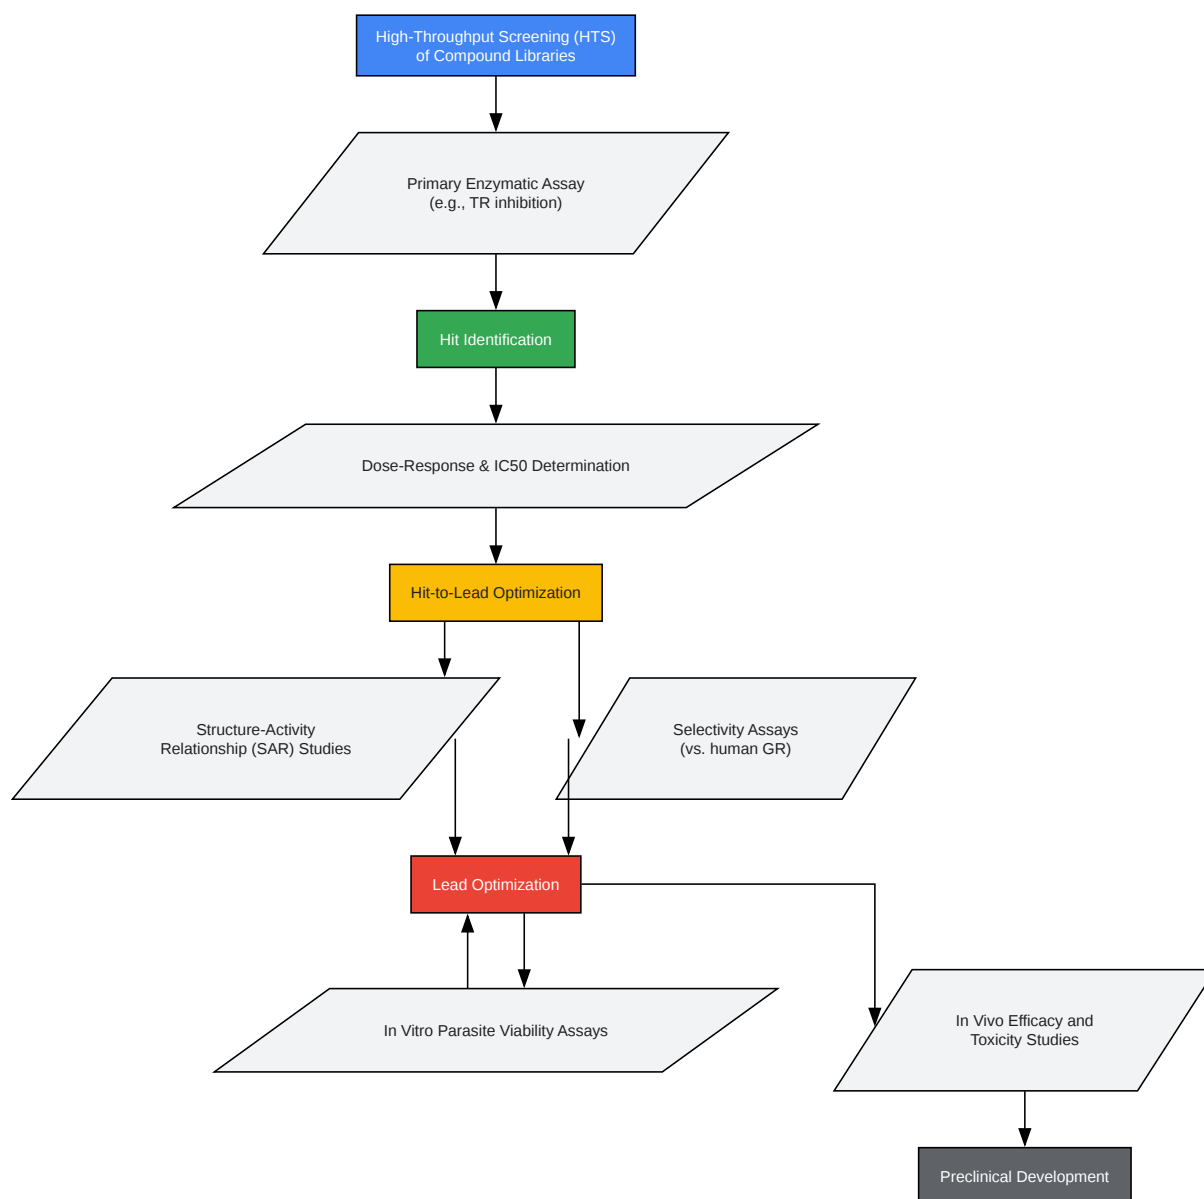 High-Throughput Screening (HTS)
of Compound Libraries
Primary Enzymatic Assay
(e.g., TR inhibition)
Hit Identification
Dose-Response & IC50 Determination
Hit-to-Lead Optimization
Structure-Activity
Relationship (SAR) Studies
Selectivity Assays
(vs. human GR)
Lead Optimization
In Vitro Parasite Viability Assays
In Vivo Efficacy and
Toxicity Studies
Preclinical Development